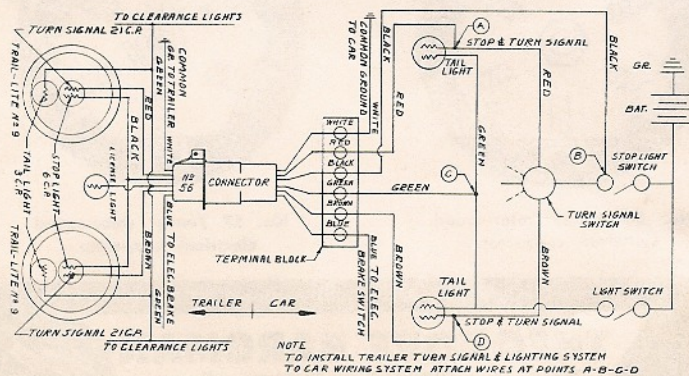 TO CLEARANCE LIGHTS
TURN SIGNAL 21 C.P.
TRAIL-LITE Nº 9
GREEN
COMMON
GR. TO TRAILER
WHITE
RED
BLACK
LICENSE LIGHT
STOP LIGHT
6 C.P.
TAIL LIGHT
3 C.P.
TRAIL-LITE Nº 9
TURN SIGNAL 21 C.P.
BROWN
GREEN
BLUE TO ELEC. BRAKE
TO CLEARANCE LIGHTS
Nº
56
CONNECTOR
TRAILER
CAR
TERMINAL BLOCK
WHITE
RED
BLACK
GREEN
BROWN
BLUE
COMMON GROUND
TO CAR
WHITE
BLACK
RED
GREEN
BLUE TO ELEC.
BRAKE SWITCH
BROWN
A
STOP & TURN SIGNAL
TAIL
LIGHT
GREEN
C
RED
BLACK
GR.
BAT.
B
STOP LIGHT
SWITCH
TURN SIGNAL
SWITCH
BROWN
TAIL
LIGHT
LIGHT SWITCH
STOP & TURN SIGNAL
D
NOTE
TO INSTALL TRAILER TURN SIGNAL & LIGHTING SYSTEM
TO CAR WIRING SYSTEM ATTACH WIRES AT POINTS A-B-C-D